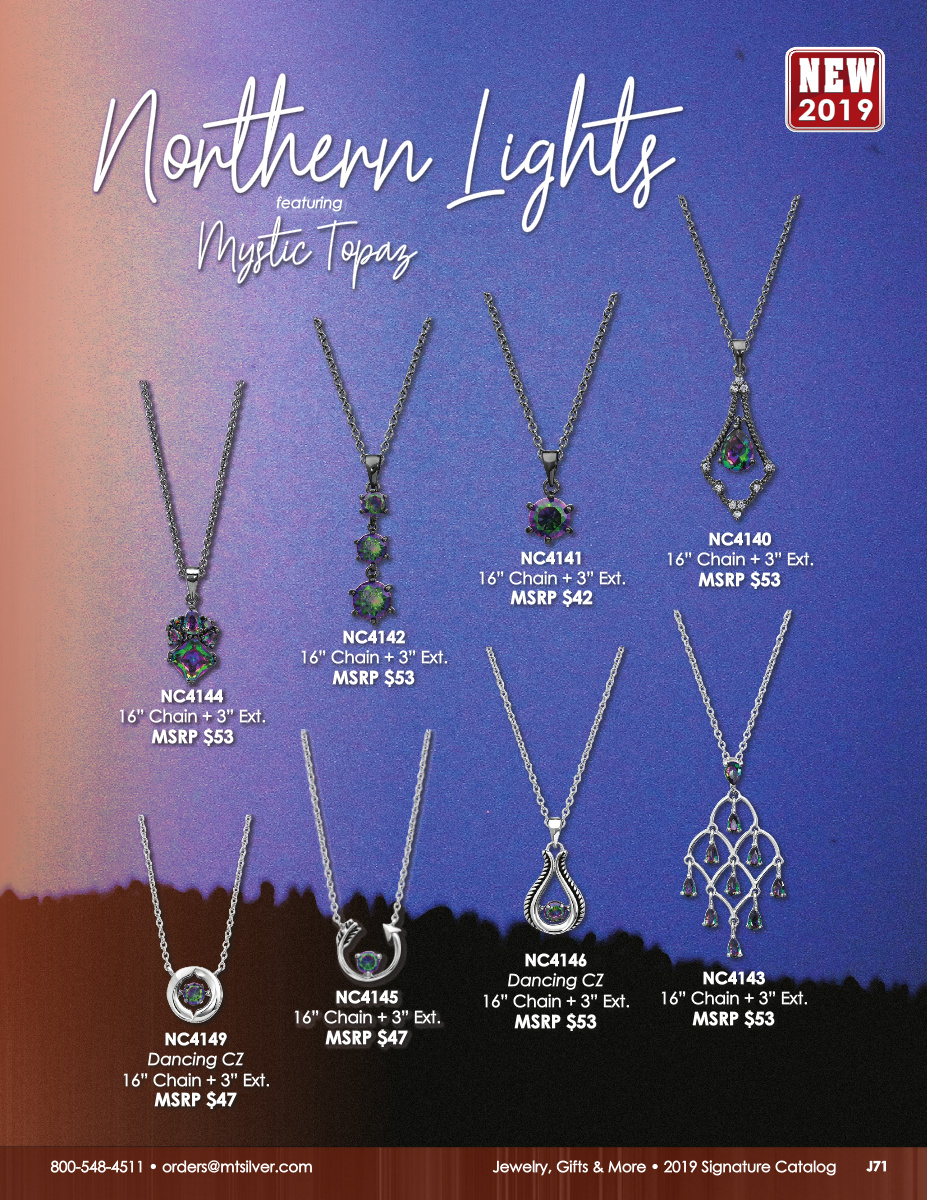 NEW
2019
Northern Lights
featuring
Mystic Topaz
NC4140
16” Chain + 3” Ext.
MSRP $53
NC4141
16” Chain + 3” Ext.
MSRP $42
NC4142
16” Chain + 3” Ext.
MSRP $53
NC4144
16” Chain + 3” Ext.
MSRP $53
NC4146
Dancing CZ
16” Chain + 3” Ext.
MSRP $53
NC4143
16” Chain + 3” Ext.
MSRP $53
NC4145
16” Chain + 3” Ext.
MSRP $47
NC4149
Dancing CZ
16” Chain + 3” Ext.
MSRP $47
800-548-4511 • orders@mtsilver.com
Jewelry, Gifts & More • 2019 Signature Catalog J71